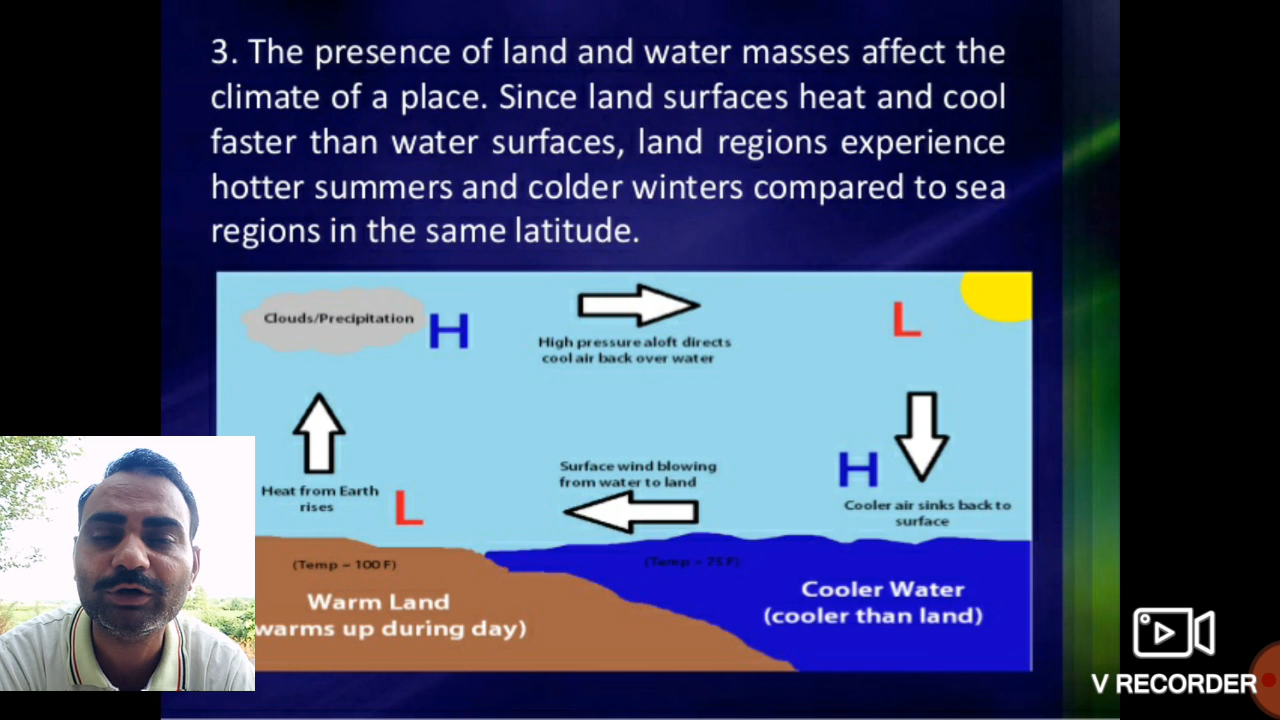 3. The presence of land and water masses affect the
climate of a place. Since land surfaces heat and cool
faster than water surfaces, land regions experience
hotter summers and colder winters compared to sea
regions in the same latitude.
Clouds/Precipitation
H
High pressure aloft directs
cool air back over water
L
Heat from Earth
rises
L
Surface wind blowing
from water to land
H
Cooler air sinks back to
surface
(Temp ~ 100 F)
(Temp ~ 75 F)
Warm Land
warms up during day)
Cooler Water
(cooler than land)
V RECORDER